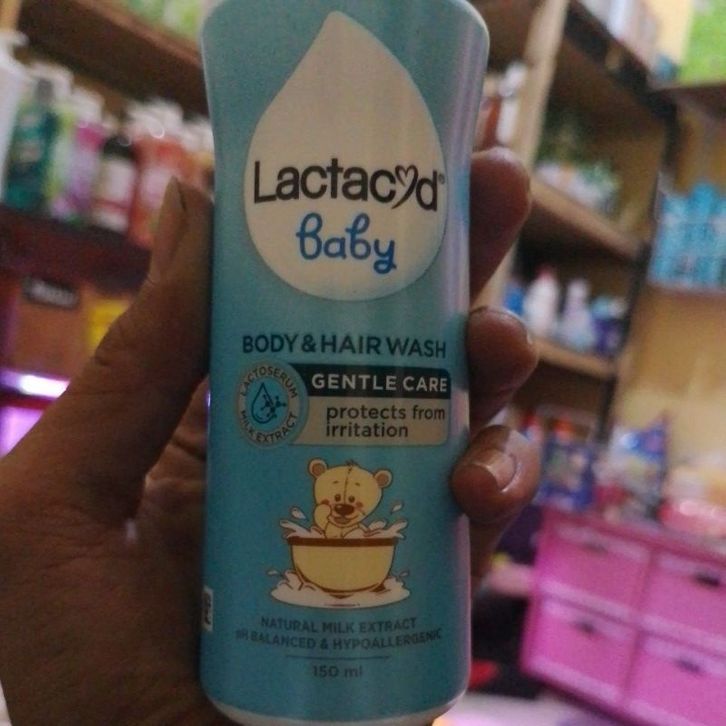 Lactacyd®
baby
BODY & HAIR WASH
LACTOSERUM
MILK EXTRACT
GENTLE CARE
protects from
irritation
NATURAL MILK EXTRACT
pH BALANCED & HYPOALLERGENIC
150 ml